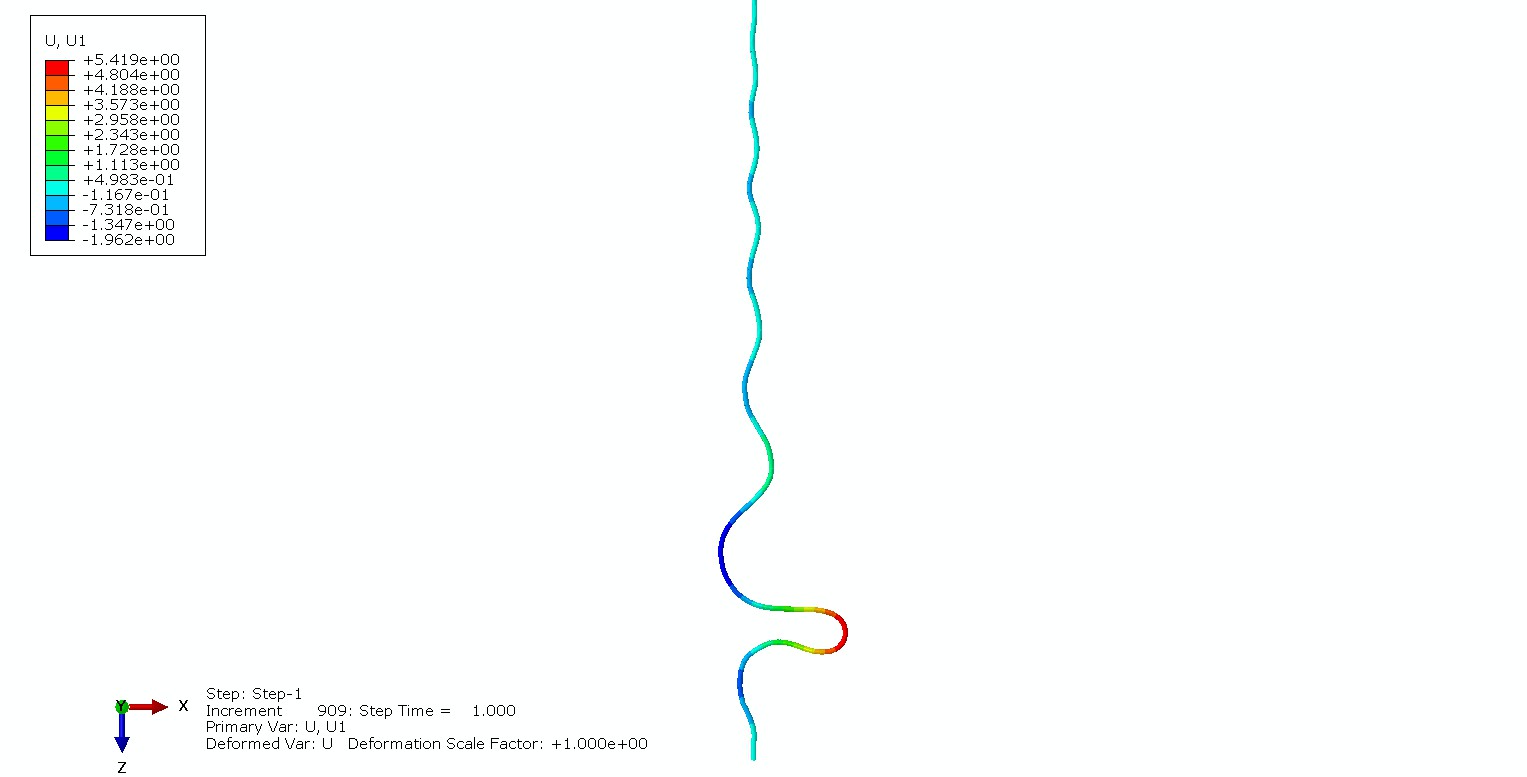 U, U1
+5.419e+00
+4.804e+00
+4.188e+00
+3.573e+00
+2.958e+00
+2.343e+00
+1.728e+00
+1.113e+00
+4.983e-01
-1.167e-01
-7.318e-01
-1.347e+00
-1.962e+00
Y
X
Z
Step: Step-1
Increment 909: Step Time = 1.000
Primary Var: U, U1
Deformed Var: U Deformation Scale Factor: +1.000e+00